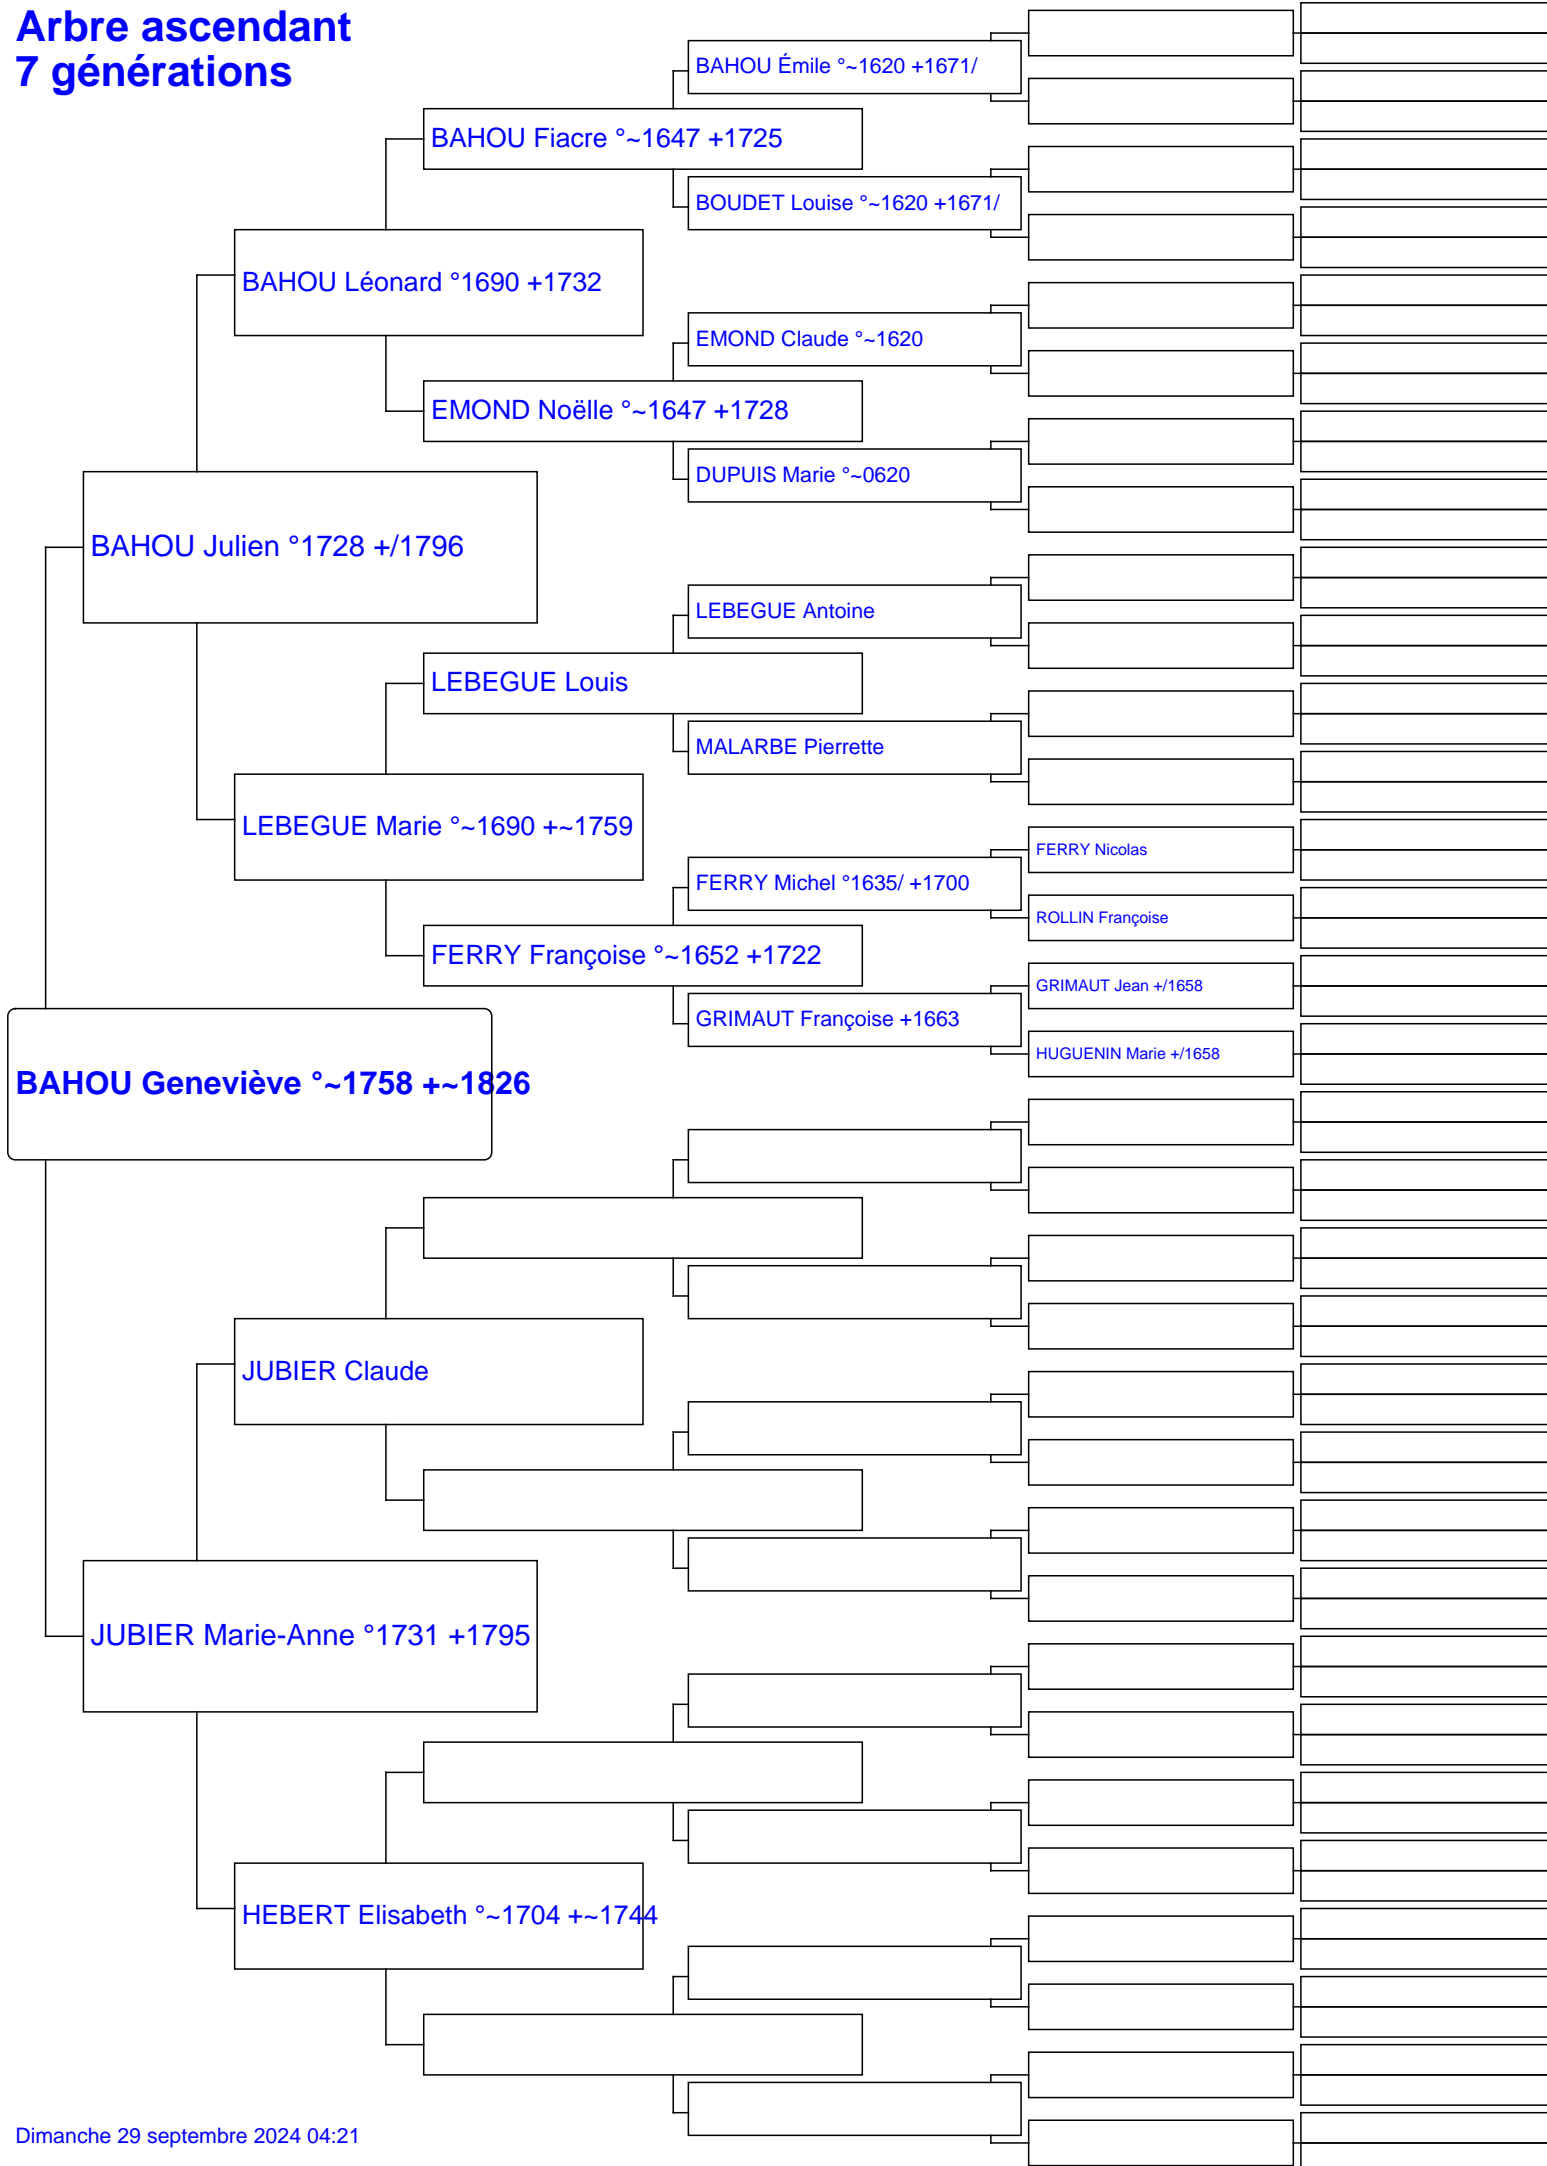 Arbre ascendant
7 générations
BAHOU Émile °~1620 +1671/
BAHOU Fiacre °~1647 +1725
BOUDET Louise °~1620 +1671/
BAHOU Léonard °1690 +1732
EMOND Claude °~1620
EMOND Noëlle °~1647 +1728
DUPUIS Marie °~0620
BAHOU Julien °1728 +/1796
LEBEGUE Antoine
LEBEGUE Louis
MALARBE Pierrette
LEBEGUE Marie °~1690 +~1759
FERRY Nicolas
FERRY Michel °1635/ +1700
ROLLIN Françoise
FERRY Françoise °~1652 +1722
GRIMAUT Jean +/1658
GRIMAUT Françoise +1663
HUGUENIN Marie +/1658
BAHOU Geneviève °~1758 +~1826
JUBIER Claude
JUBIER Marie-Anne °1731 +1795
HEBERT Elisabeth °~1704 +~1744
Dimanche 29 septembre 2024 04:21